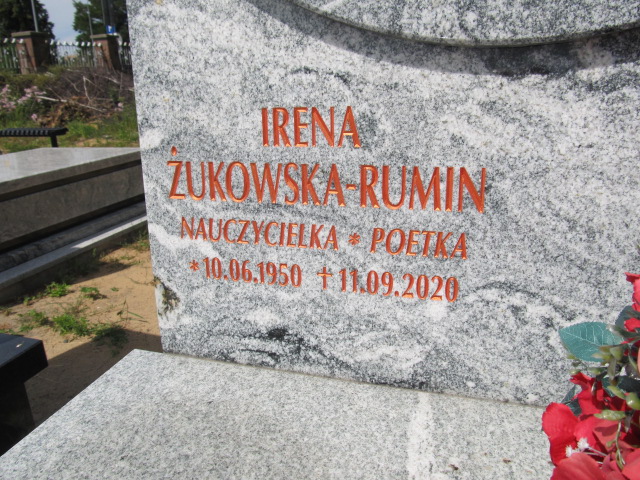 IRENA
ŻUKOWSKA-RUMIN
NAUCZYCIELKA * POETKA
*10.06.1950 †11.09.2020